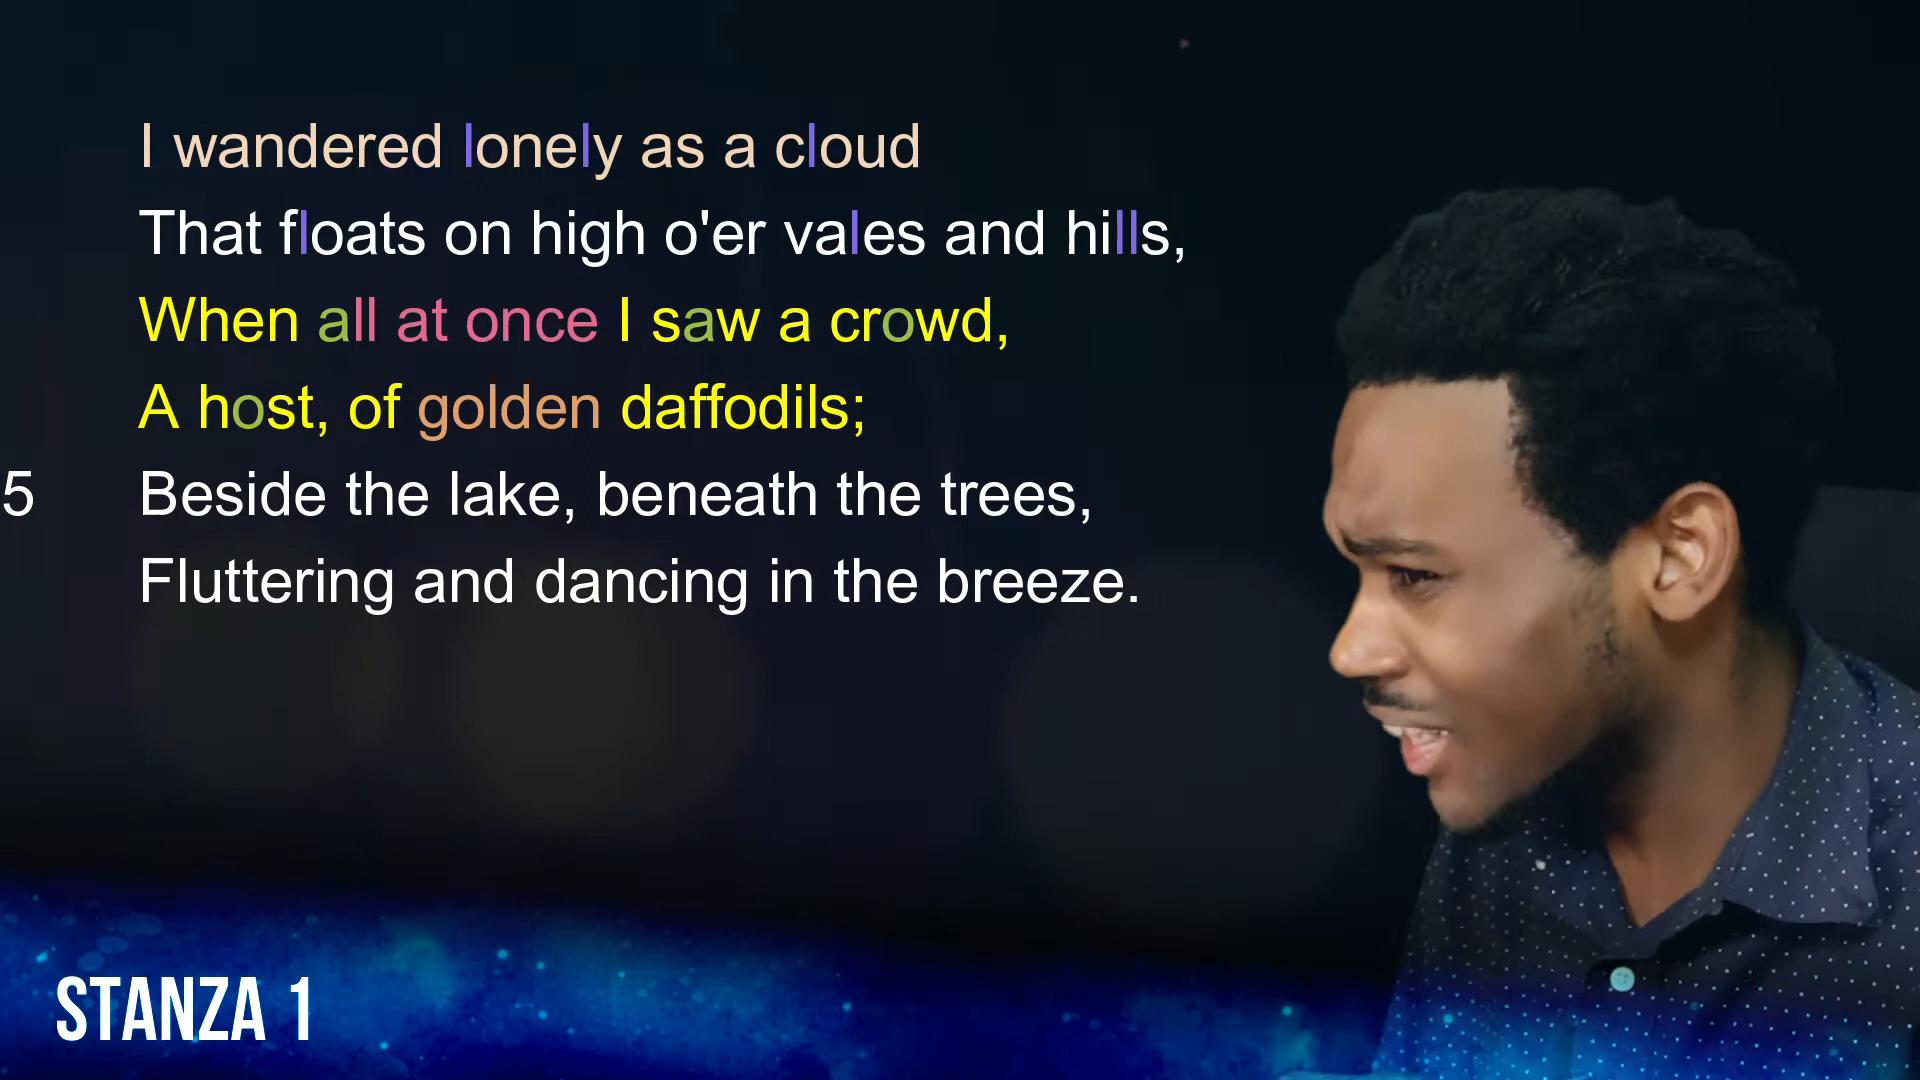 I wandered lonely as a cloud
That floats on high o'er vales and hills,
When all at once I saw a crowd,
A host, of golden daffodils;
5 Beside the lake, beneath the trees,
Fluttering and dancing in the breeze.
STANZA 1